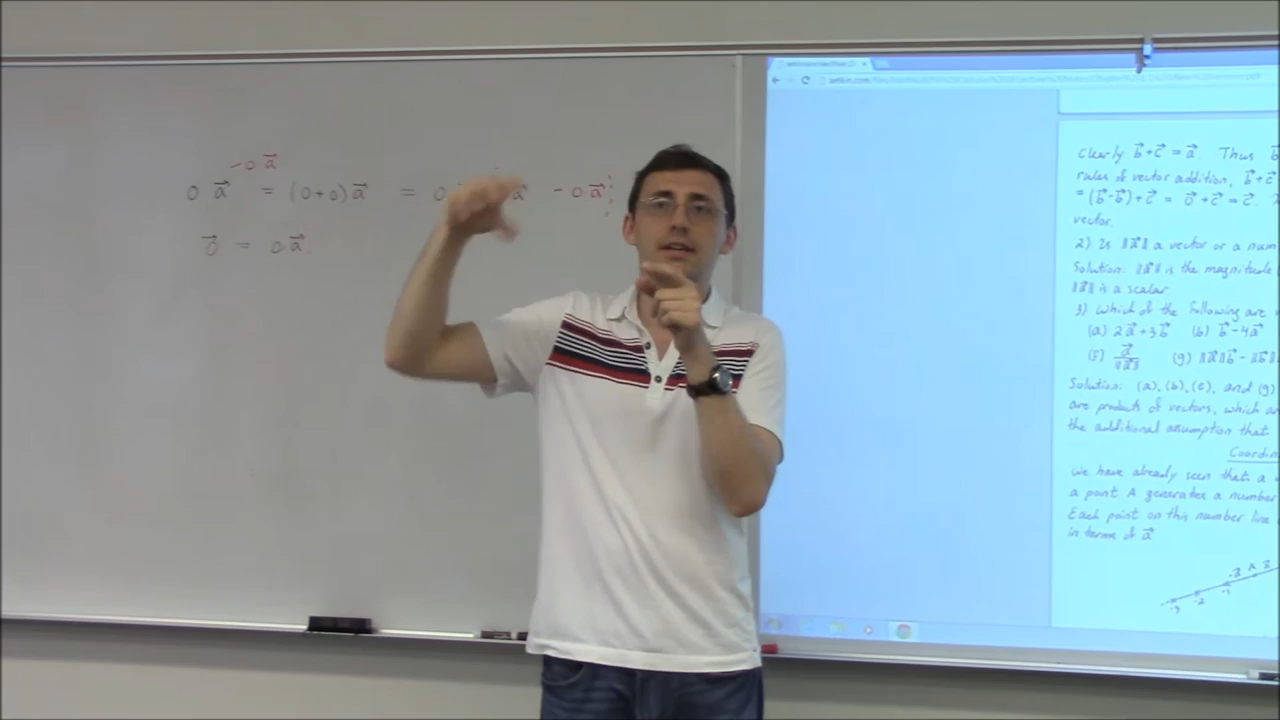 - 0 a⃗
0 a⃗ = (0+0) a⃗ = 0 a⃗ - 0 a⃗
0⃗ = 0 a⃗
Clearly b⃗+c⃗ = a⃗. Thus b⃗
rules of vector addition, b⃗+c⃗
= (b⃗-b⃗)+c⃗ = 0⃗+c⃗ = c⃗.
vector.
2) Is ‖a⃗‖ a vector or a num
Solution: ‖a⃗‖ is the magnitude
‖a⃗‖ is a scalar.
3) Which of the following are
(a) 2a⃗+3b⃗ (b) b⃗-4a⃗
(f) a⃗/‖a⃗‖ (g) ‖a⃗‖b⃗ - ‖b⃗‖
Solution: (a), (b), (e), and (g)
are products of vectors, which a
the additional assumption that
Coordin
We have already seen that a
a point A generates a number
Each point on this number line
in terms of a⃗
-3 -2 -1 A